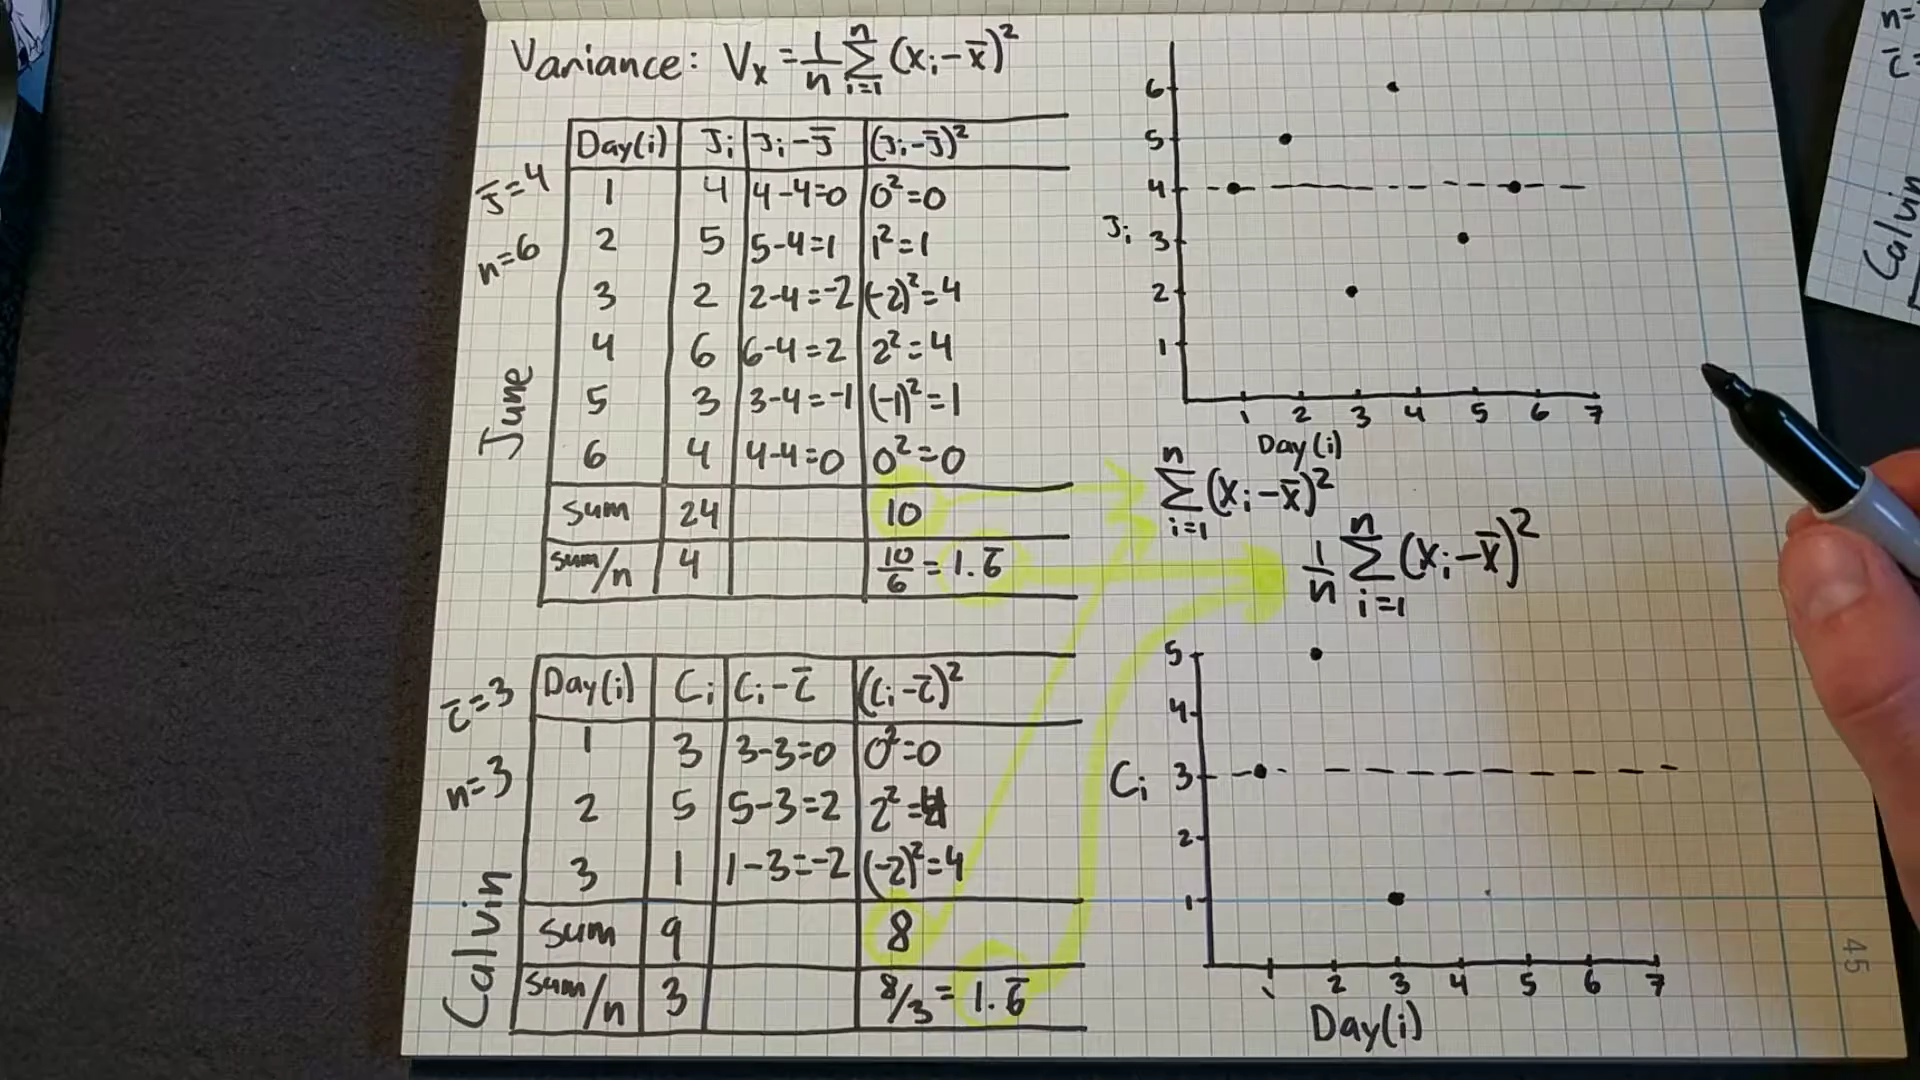 Variance: Vₓ = 1/n Σ_{i=1}^{n} (xᵢ - x̄)²
J̄=4
n=6
June
Day(i) Jᵢ Jᵢ-J̄ (Jᵢ-J̄)²
1 4 4-4=0 0²=0
2 5 5-4=1 1²=1
3 2 2-4=-2 (-2)²=4
4 6 6-4=2 2²=4
5 3 3-4=-1 (-1)²=1
6 4 4-4=0 0²=0
sum 24 10
sum/n 4 10/6 = 1.6̅
6
5
4
Jᵢ 3
2
1
1 2 3 4 5 6 7
Day(i)
Σ_{i=1}^{n} (xᵢ - x̄)²
1/n Σ_{i=1}^{n} (xᵢ - x̄)²
c̄=3
n=3
Calvin
Day(i) Cᵢ Cᵢ-c̄ (Cᵢ-c̄)²
1 3 3-3=0 0²=0
2 5 5-3=2 2²=4
3 1 1-3=-2 (-2)²=4
sum 9 8
sum/n 3 8/3 = 1.6̅
5
4
Cᵢ 3
2
1
1 2 3 4 5 6 7
Day(i)
45
n=
c̄=
Calvin